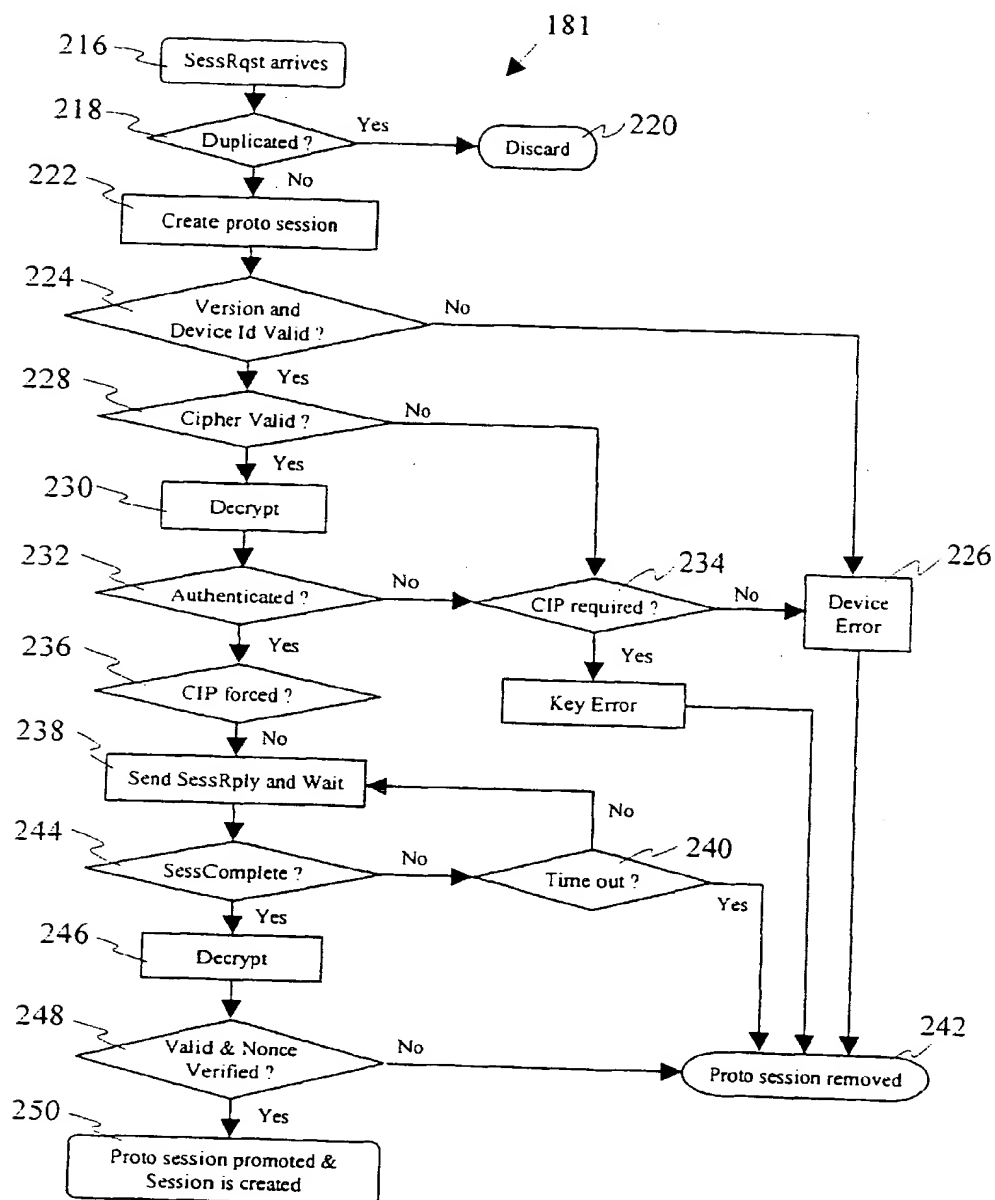 181
216
SessRqst arrives
218
Duplicated ?
Yes
Discard
220
No
222
Create proto session
224
Version and
Device Id Valid ?
No
Yes
228
Cipher Valid ?
No
Yes
230
Decrypt
232
Authenticated ?
No
234
CIP required ?
No
226
Device
Error
Yes
Yes
236
CIP forced ?
Key Error
No
238
Send SessRply and Wait
No
244
SessComplete ?
No
240
Time out ?
Yes
Yes
246
Decrypt
248
Valid & Nonce
Verified ?
No
242
Proto session removed
Yes
250
Proto session promoted &
Session is created